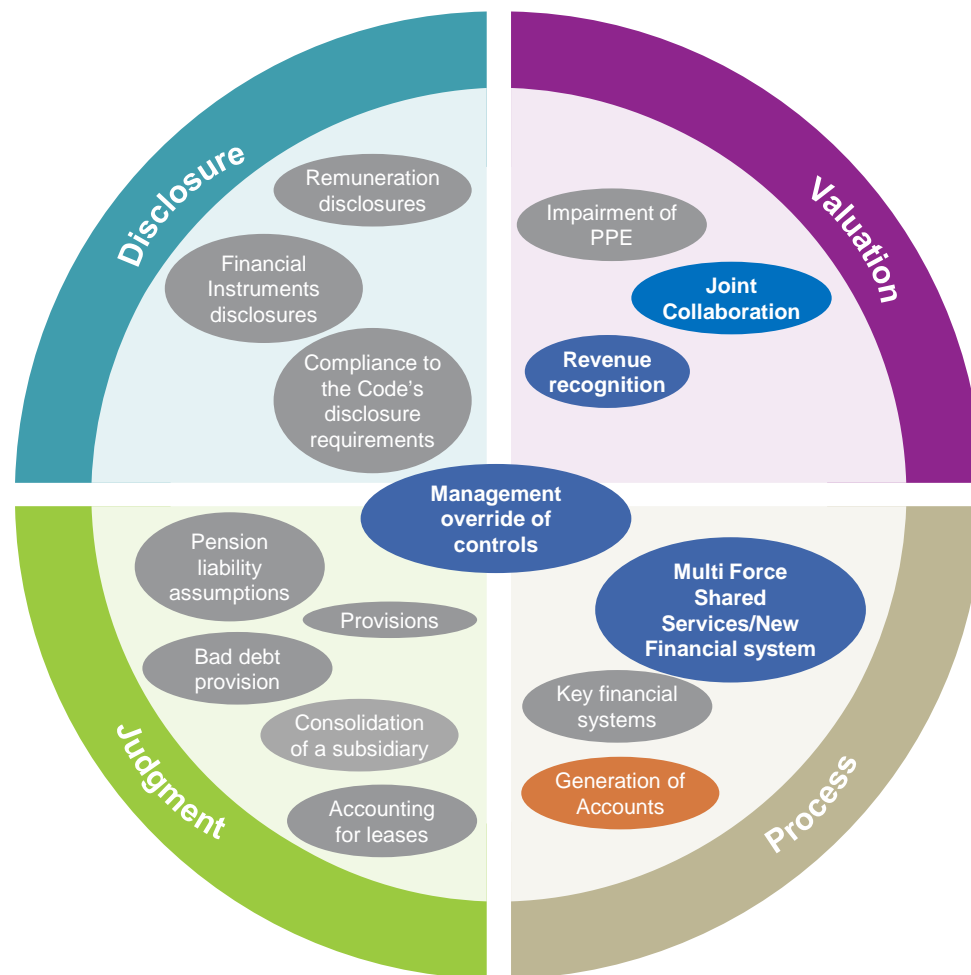 Disclosure
Remuneration
disclosures
Financial
Instruments
disclosures
Compliance to
the Code's
disclosure
requirements
Valuation
Impairment of
PPE
Joint
Collaboration
Revenue
recognition
Management
override of
controls
Judgment
Pension
liability
assumptions
Provisions
Bad debt
provision
Consolidation
of a subsidiary
Accounting
for leases
Process
Multi Force
Shared
Services/New
Financial system
Key financial
systems
Generation of
Accounts